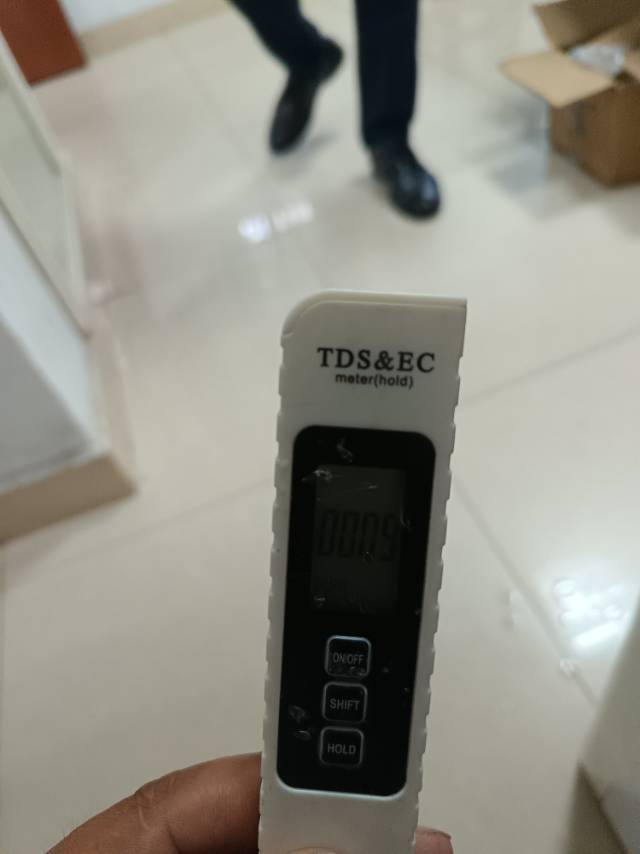 TDS&EC
meter(hold)
0009
ON/OFF
SHIFT
HOLD